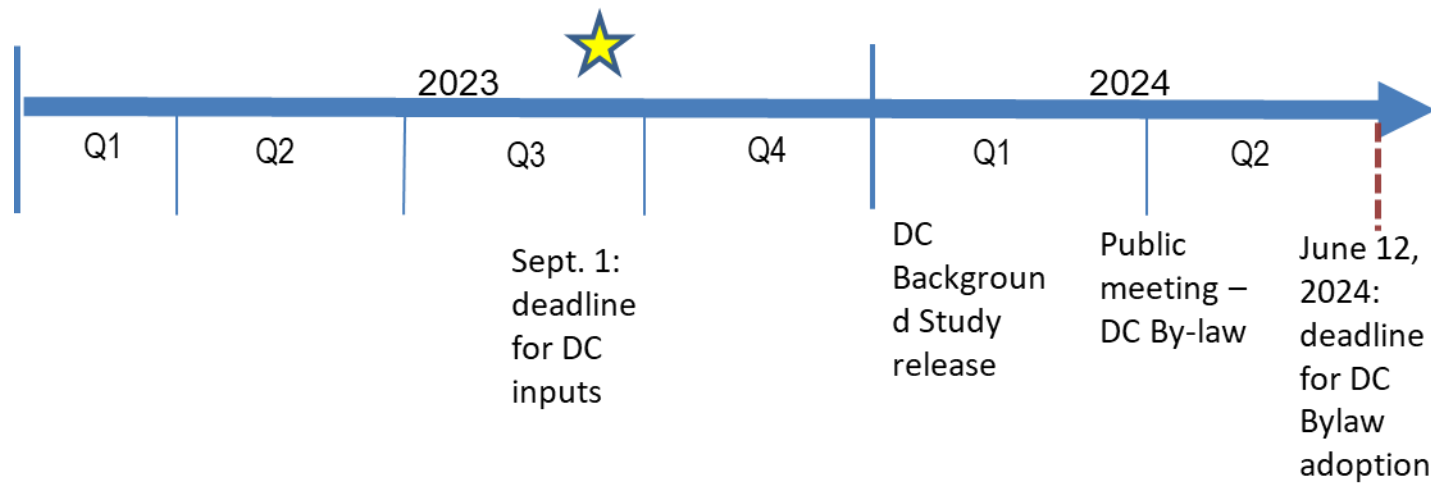 2023
2024
Q1
Q2
Q3
Q4
Q1
Q2
Sept. 1:
deadline
for DC
inputs
DC
Backgroun
d Study
release
Public
meeting –
DC By-law
June 12,
2024:
deadline
for DC
Bylaw
adoption